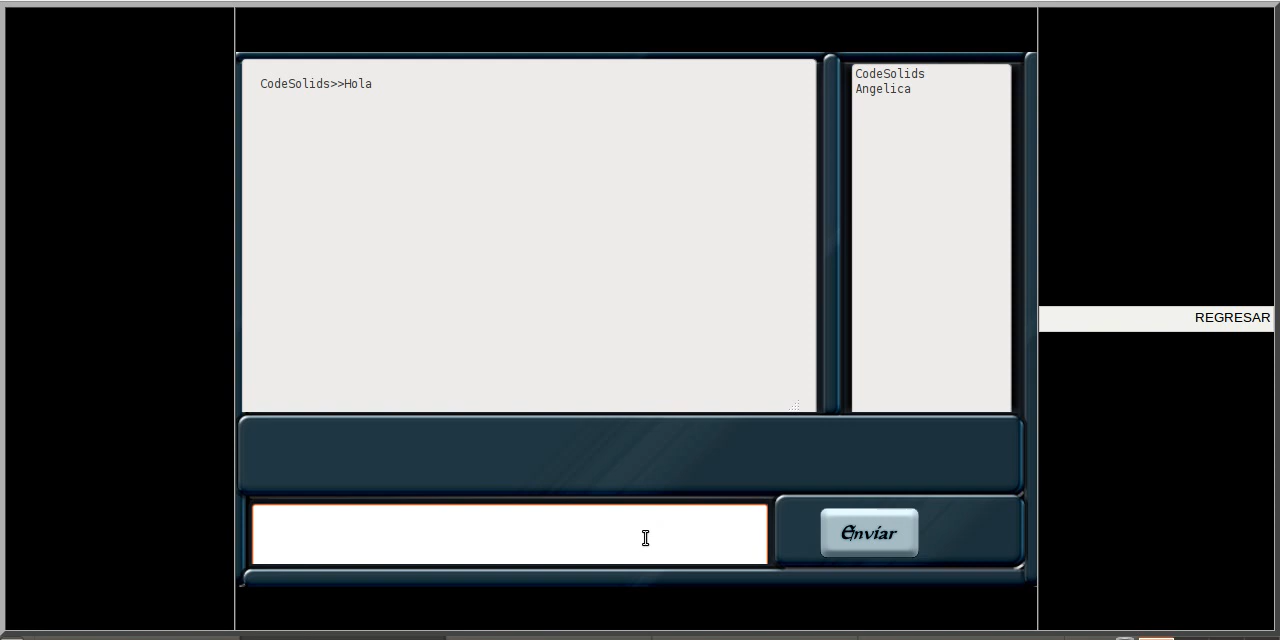 CodeSolids>>Hola
CodeSolids
Angelica
REGRESAR
Enviar